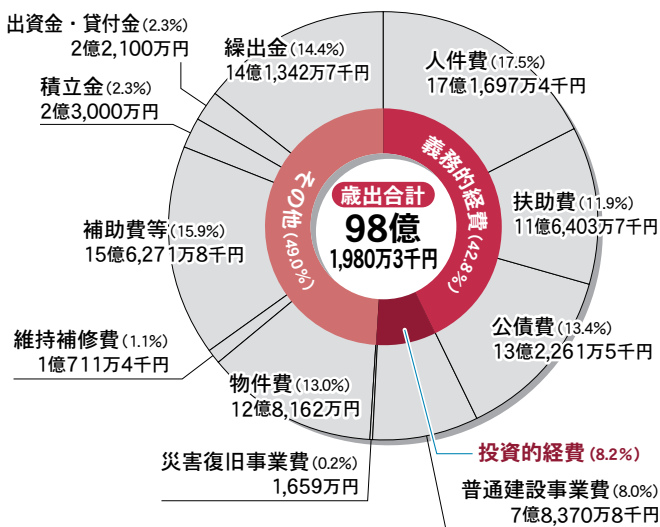 出資金・貸付金(2.3%)
2億2,100万円
積立金(2.3%)
2億3,000万円
繰出金(14.4%)
14億1,342万7千円
人件費(17.5%)
17億1,697万4千円
扶助費(11.9%)
11億6,403万7千円
公債費(13.4%)
13億2,261万5千円
義務的経費(42.8%)
その他(49.0%)
歳出合計
98億
1,980万3千円
補助費等(15.9%)
15億6,271万8千円
維持補修費(1.1%)
1億711万4千円
物件費(13.0%)
12億8,162万円
災害復旧事業費(0.2%)
1,659万円
投資的経費(8.2%)
普通建設事業費(8.0%)
7億8,370万8千円